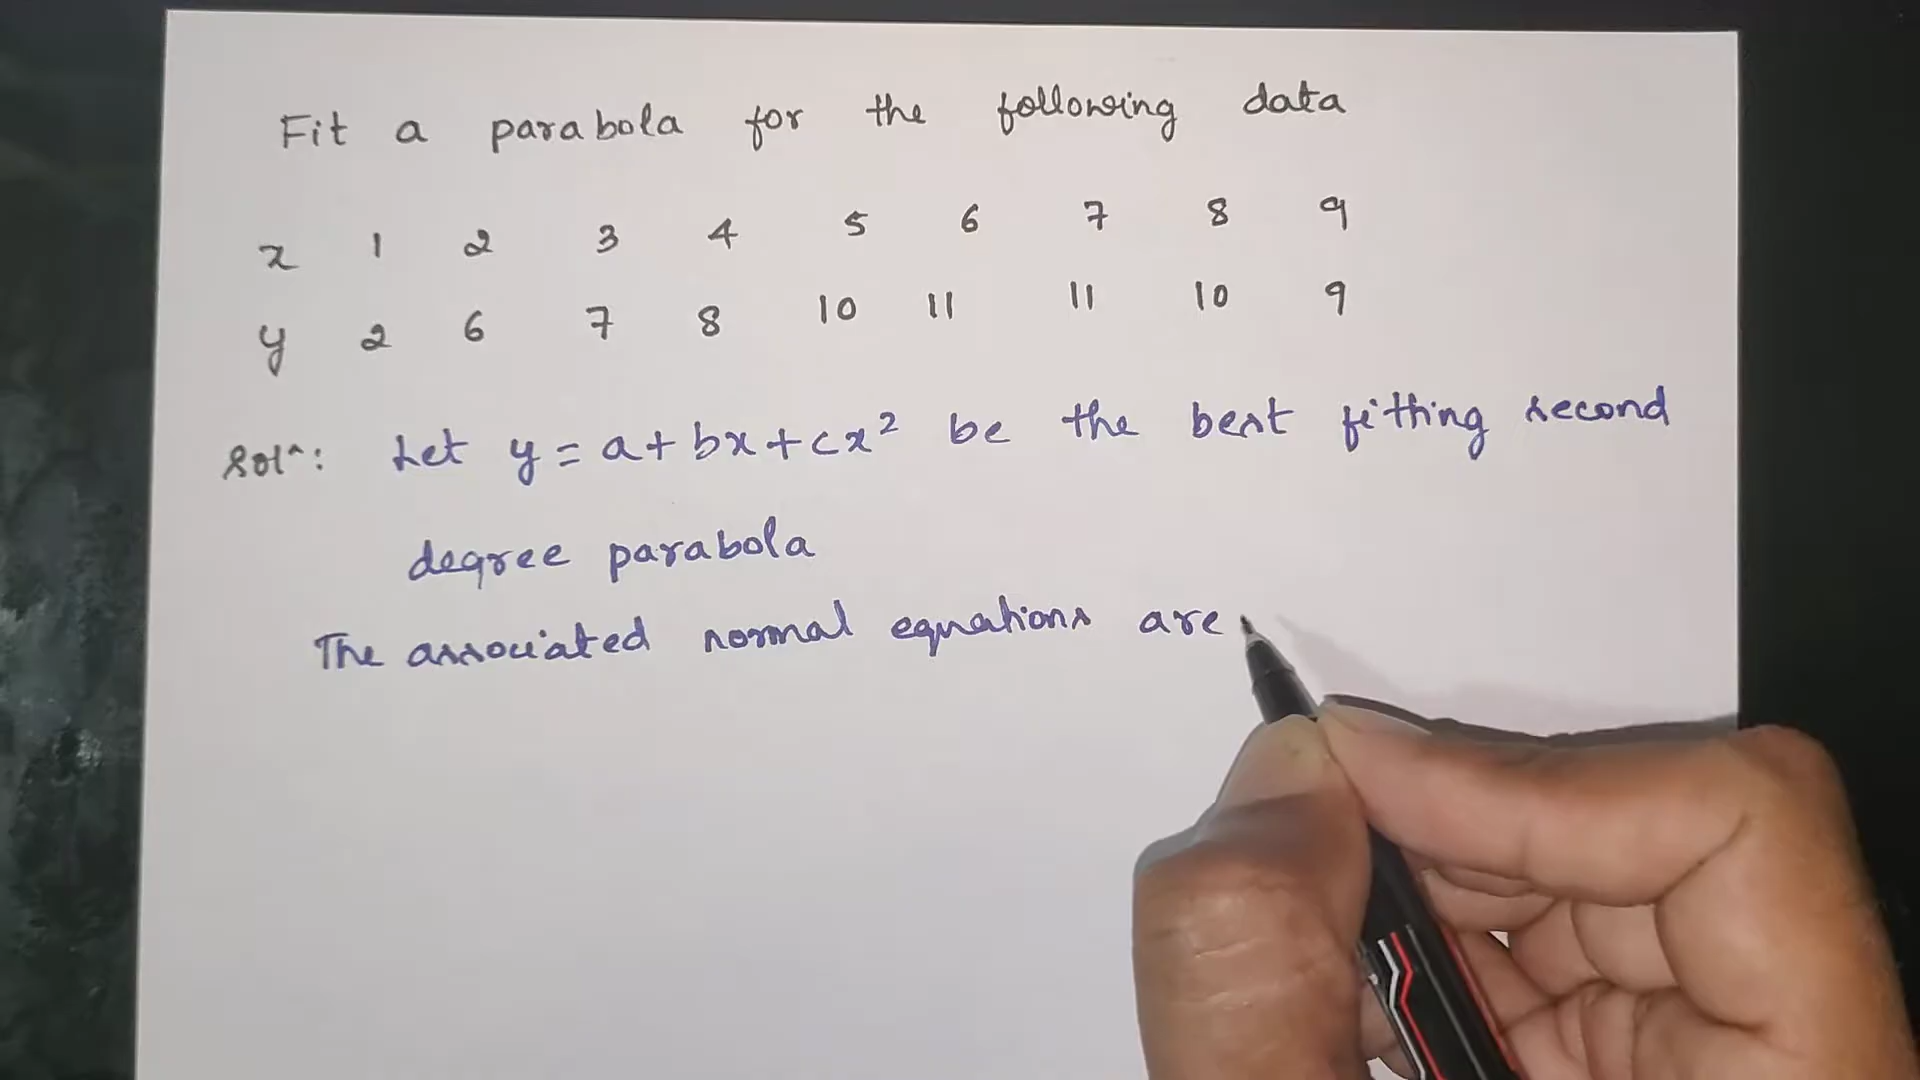 Fit a parabola for the following data
x 1 2 3 4 5 6 7 8 9
y 2 6 7 8 10 11 11 10 9
Solⁿ: Let y = a + bx + cx² be the best fitting second
degree parabola
The associated normal equations are